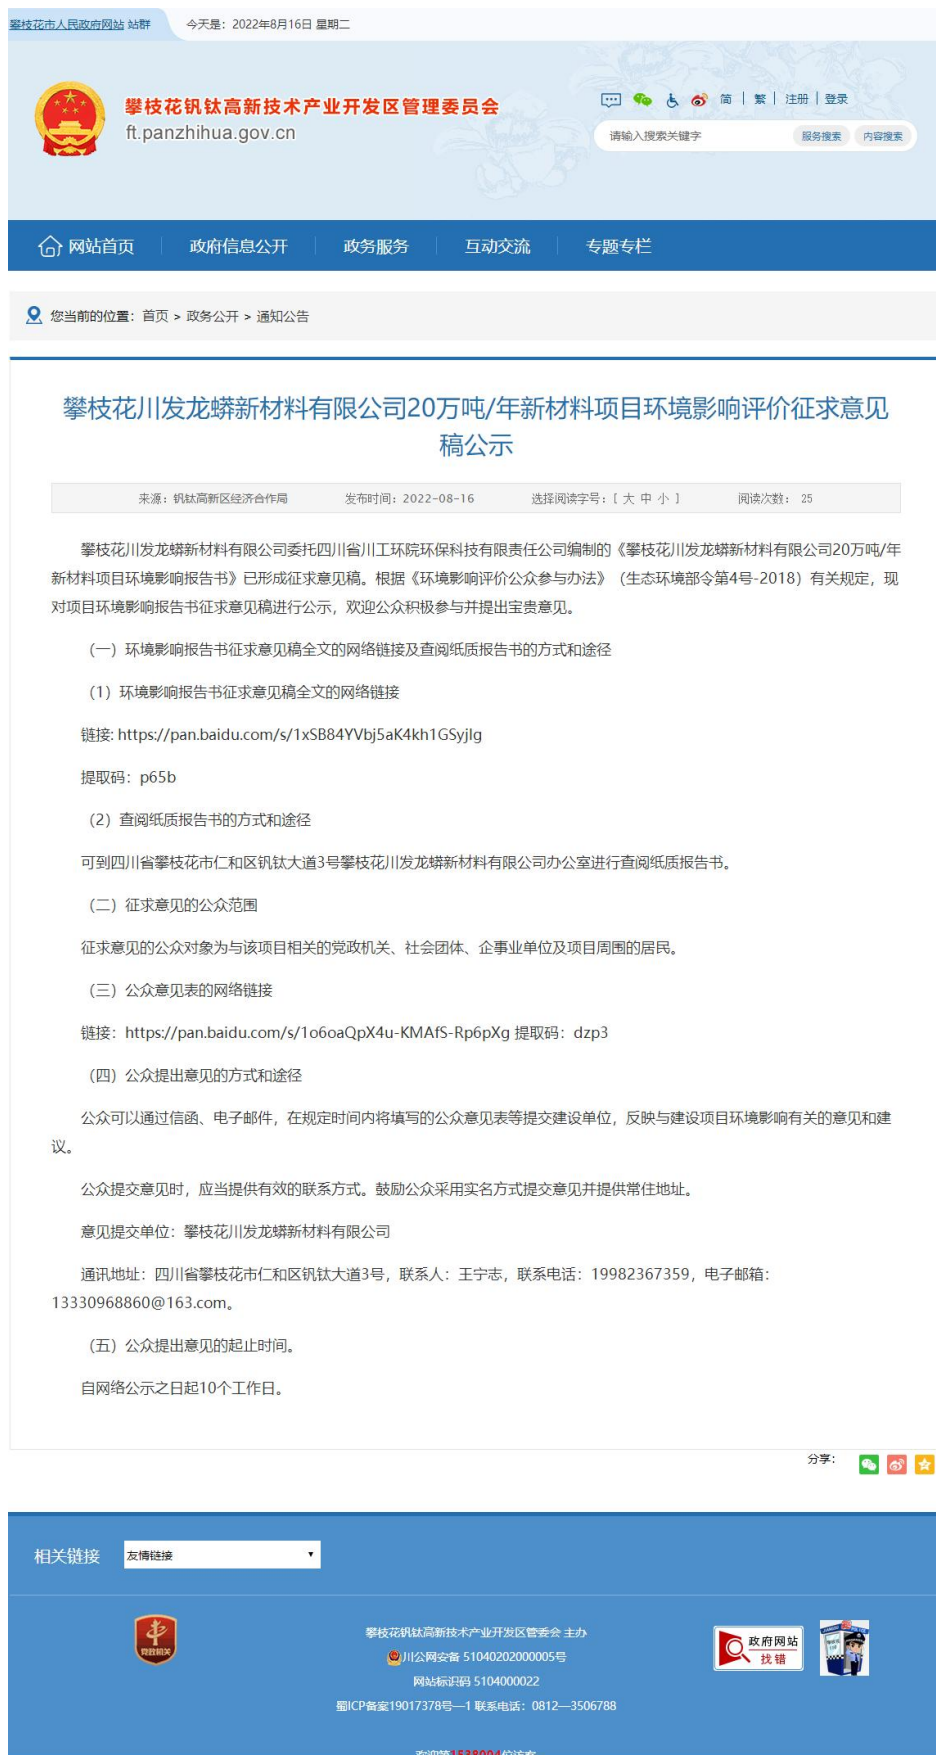 攀枝花市人民政府网站 站群 今天是：2022年8月16日 星期二
攀枝花钒钛高新技术产业开发区管理委员会
ft.panzhihua.gov.cn
简 | 繁 | 注册 | 登录
请输入搜索关键字 服务搜索 内容搜索
网站首页 政府信息公开 政务服务 互动交流 专题专栏
您当前的位置：首页 > 政务公开 > 通知公告
攀枝花川发龙蟒新材料有限公司20万吨/年新材料项目环境影响评价征求意见
稿公示
来源：钒钛高新区经济合作局 发布时间：2022-08-16 选择阅读字号：[ 大 中 小 ] 阅读次数： 25
攀枝花川发龙蟒新材料有限公司委托四川省川工环院环保科技有限责任公司编制的《攀枝花川发龙蟒新材料有限公司20万吨/年
新材料项目环境影响报告书》已形成征求意见稿。根据《环境影响评价公众参与办法》（生态环境部令第4号-2018）有关规定，现
对项目环境影响报告书征求意见稿进行公示，欢迎公众积极参与并提出宝贵意见。
（一）环境影响报告书征求意见稿全文的网络链接及查阅纸质报告书的方式和途径
（1）环境影响报告书征求意见稿全文的网络链接
链接: https://pan.baidu.com/s/1xSB84YVbj5aK4kh1GSyjlg
提取码：p65b
（2）查阅纸质报告书的方式和途径
可到四川省攀枝花市仁和区钒钛大道3号攀枝花川发龙蟒新材料有限公司办公室进行查阅纸质报告书。
（二）征求意见的公众范围
征求意见的公众对象为与该项目相关的党政机关、社会团体、企事业单位及项目周围的居民。
（三）公众意见表的网络链接
链接：https://pan.baidu.com/s/1o6oaQpX4u-KMAfS-Rp6pXg 提取码：dzp3
（四）公众提出意见的方式和途径
公众可以通过信函、电子邮件，在规定时间内将填写的公众意见表等提交建设单位，反映与建设项目环境影响有关的意见和建
议。
公众提交意见时，应当提供有效的联系方式。鼓励公众采用实名方式提交意见并提供常住地址。
意见提交单位：攀枝花川发龙蟒新材料有限公司
通讯地址：四川省攀枝花市仁和区钒钛大道3号，联系人：王宁志，联系电话：19982367359，电子邮箱：
13330968860@163.com。
（五）公众提出意见的起止时间。
自网络公示之日起10个工作日。
分享：
相关链接 友情链接
党政机关
攀枝花钒钛高新技术产业开发区管委会 主办
川公网安备 51040202000005号
网站标识码 5104000022
蜀ICP备案19017378号—1 联系电话：0812—3506788
政府网站
找错
欢迎第1538004位访客